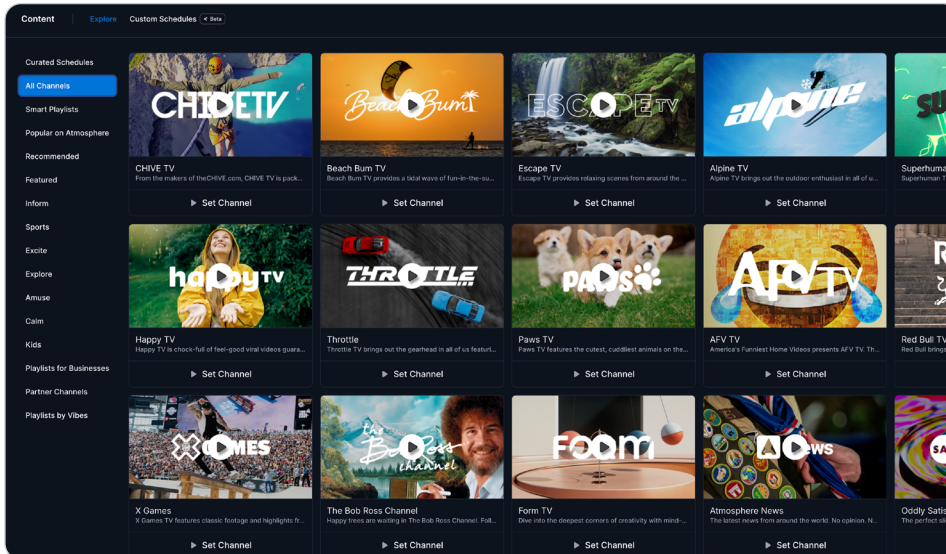 Content
Explore
Custom Schedules
Beta
Curated Schedules
All Channels
Smart Playlists
Popular on Atmosphere
Recommended
Featured
Inform
Sports
Excite
Explore
Amuse
Calm
Kids
Playlists for Businesses
Partner Channels
Playlists by Vibes
CHIVETV
CHIVE TV
From the makers of theCHIVE.com, CHIVE TV is pack...
Set Channel
Beach Bum
Beach Bum TV
Beach Bum TV provides a tidal wave of fun-in-the-su...
Set Channel
ESCAPE TV
Escape TV
Escape TV provides relaxing scenes from around the ...
Set Channel
alpine
Alpine TV
Alpine TV brings out the outdoor enthusiast in all of u...
Set Channel
Superhuma
Superhuman T
happy TV
Happy TV
Happy TV is chock-full of feel-good viral videos guara...
Set Channel
THROTTLE
Throttle
Throttle TV brings out the gearhead in all of us featuri...
Set Channel
PAWS
Paws TV
Paws TV features the cutest, cuddliest animals on the...
Set Channel
AFV TV
AFV TV
America's Funniest Home Videos presents AFV TV. Th...
Set Channel
Red Bull TV
Red Bull brings
X GAMES
X Games
X Games TV features classic footage and highlights fr...
Set Channel
the
Bob Ross
channel
The Bob Ross Channel
Happy trees are waiting in The Bob Ross Channel. Foll...
Set Channel
FORM
Form TV
Dive into the deepest corners of creativity with mind-...
Set Channel
News
Atmosphere News
The latest news from around the world. No opinion. N...
Set Channel
Oddly Satis
The perfect sli